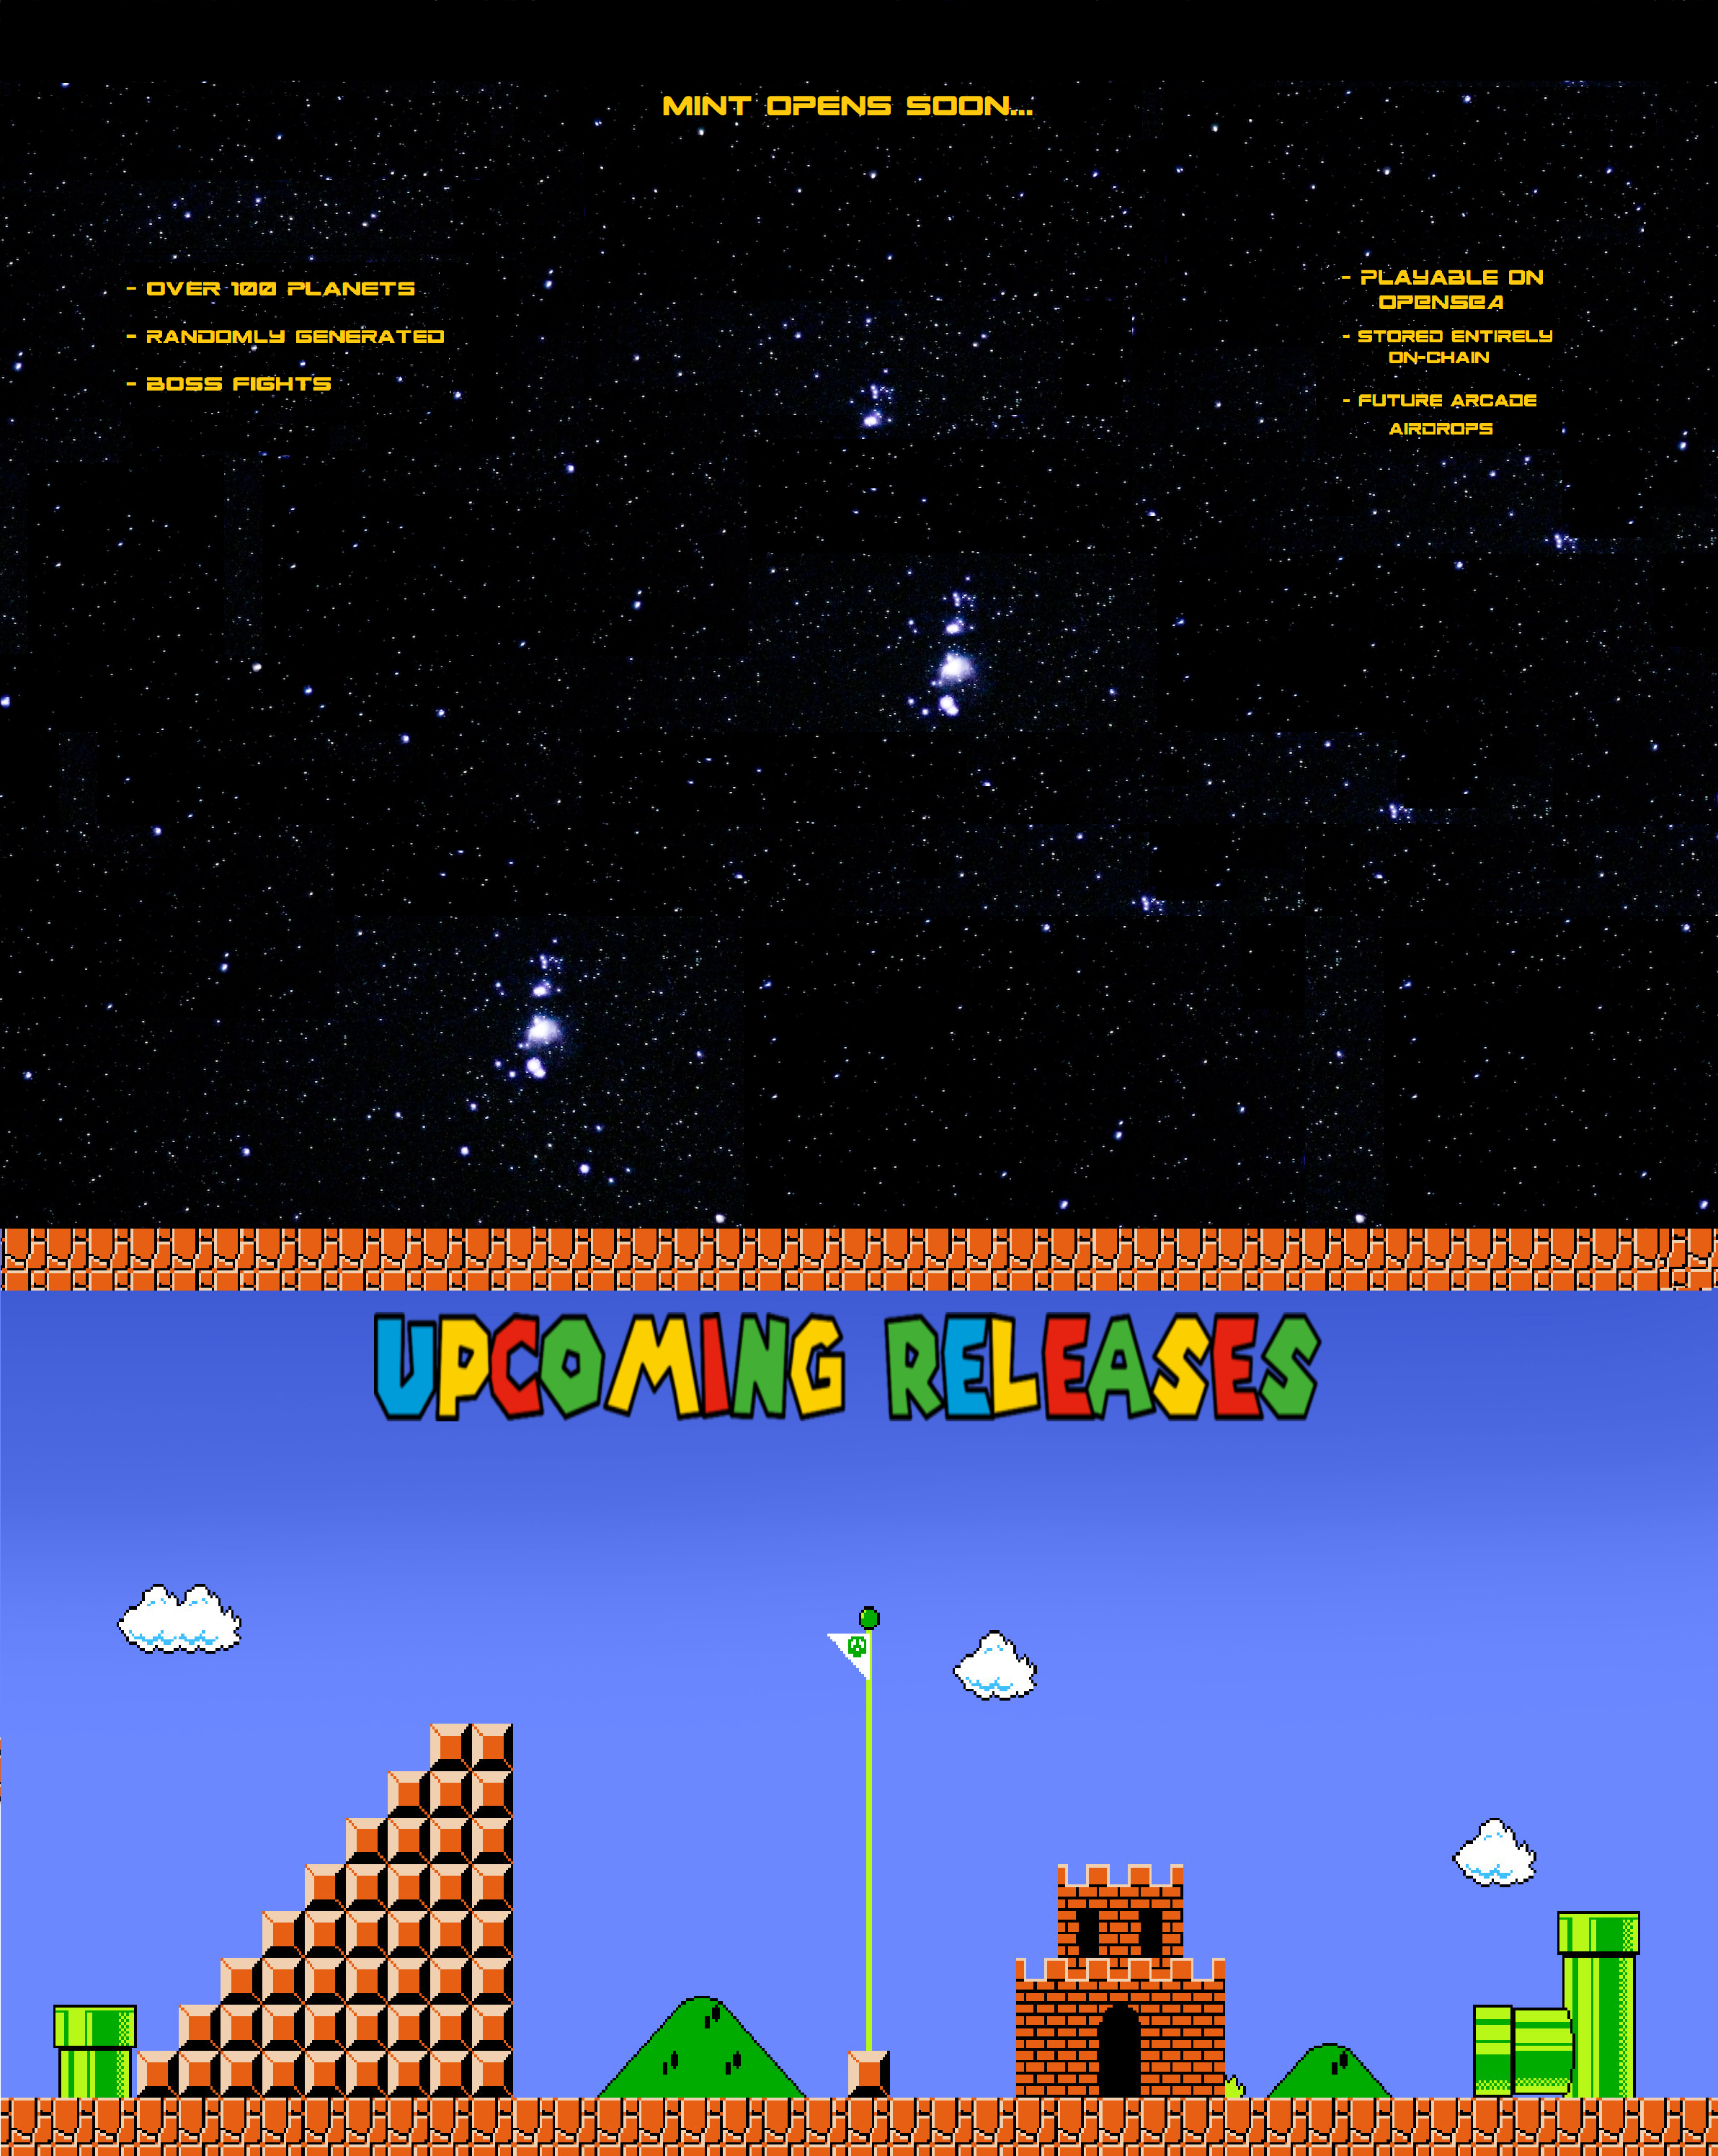 MINT OPENS SOON...
- OVER 100 PLANETS
- RANDOMLY GENERATED
- BOSS FIGHTS
- PLAYABLE ON
OPENSEA
- STORED ENTIRELY
ON-CHAIN
- FUTURE ARCADE
AIRDROPS
UPCOMING RELEASES